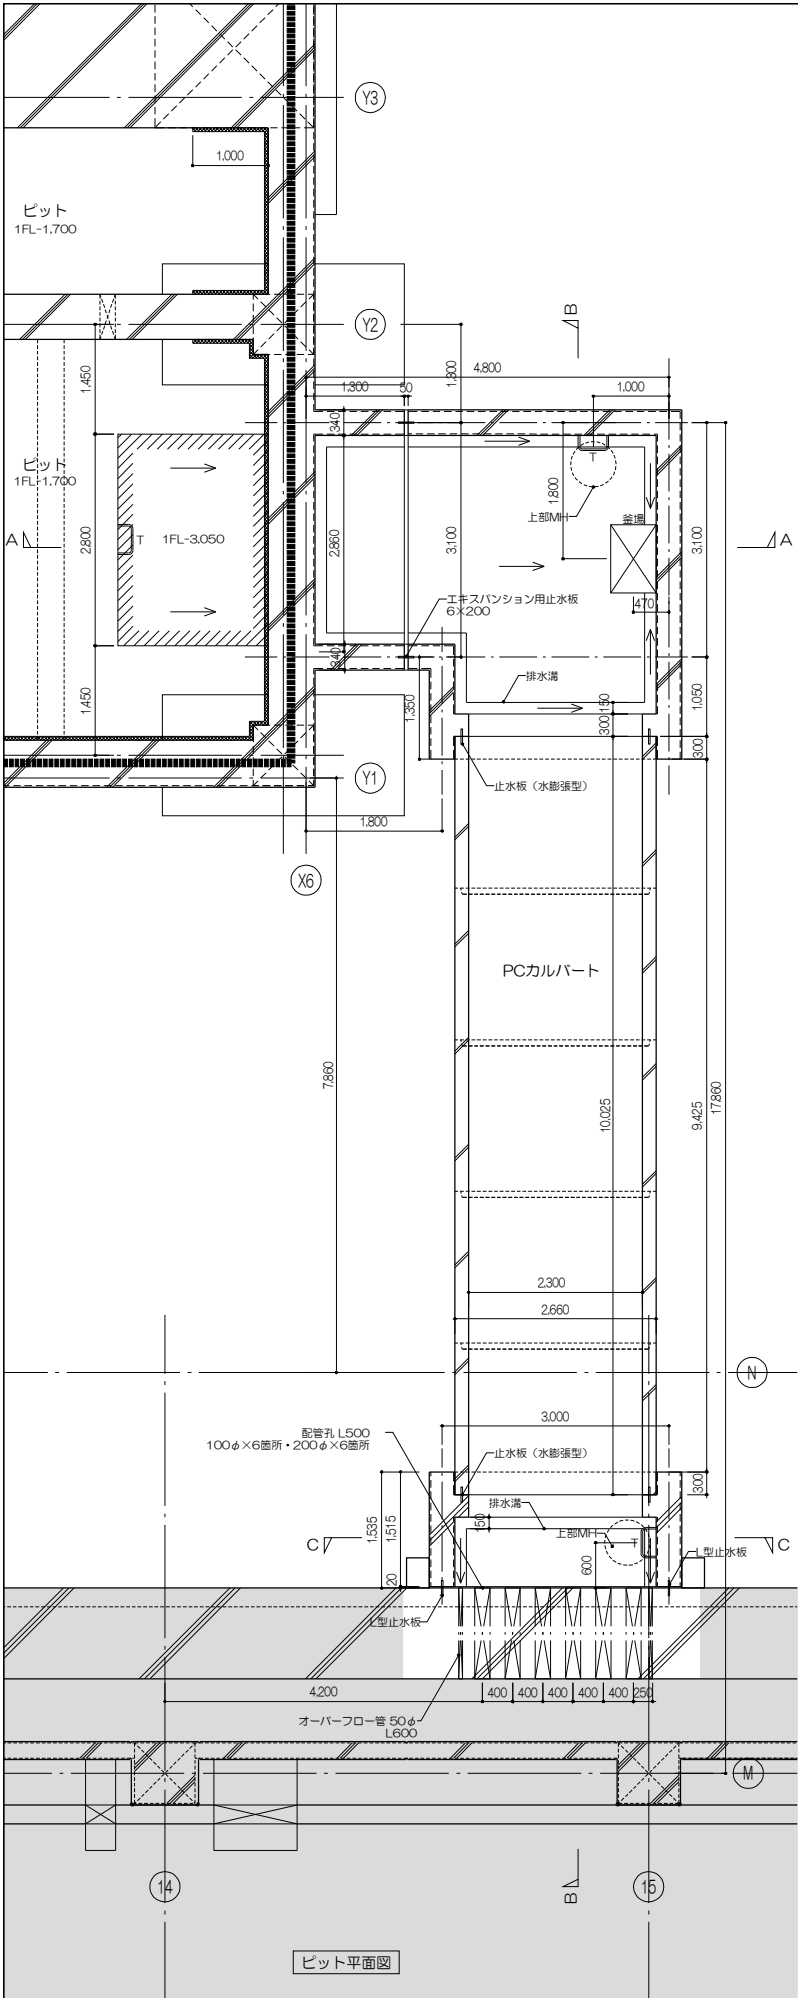 Y3
1,000
ピット
1FL-1,700
Y2
B
4,800
1,450
1,300
50
1,300
1,000
340
ピット
1FL-1,700
T
1,800
上部MH
釜場
A
2,800
T
1FL-3,050
2,860
3,100
3,100
A
470
エキスパンション用止水板
6×200
340
排水溝
1,450
1,350
150
1,050
300
300
止水板（水膨張型）
Y1
1,800
X6
PCカルバート
7,860
10,025
9,425
17,860
2,300
2,660
N
3,000
配管孔 L500
100φ×6箇所・200φ×6箇所
止水板（水膨張型）
300
排水溝
1,535
1,515
150
上部MH
T
C
C
600
L型止水板
20
L型止水板
4,200
400
400
400
400
400
250
オーバーフロー管 50φ
L600
M
14
B
15
ピット平面図